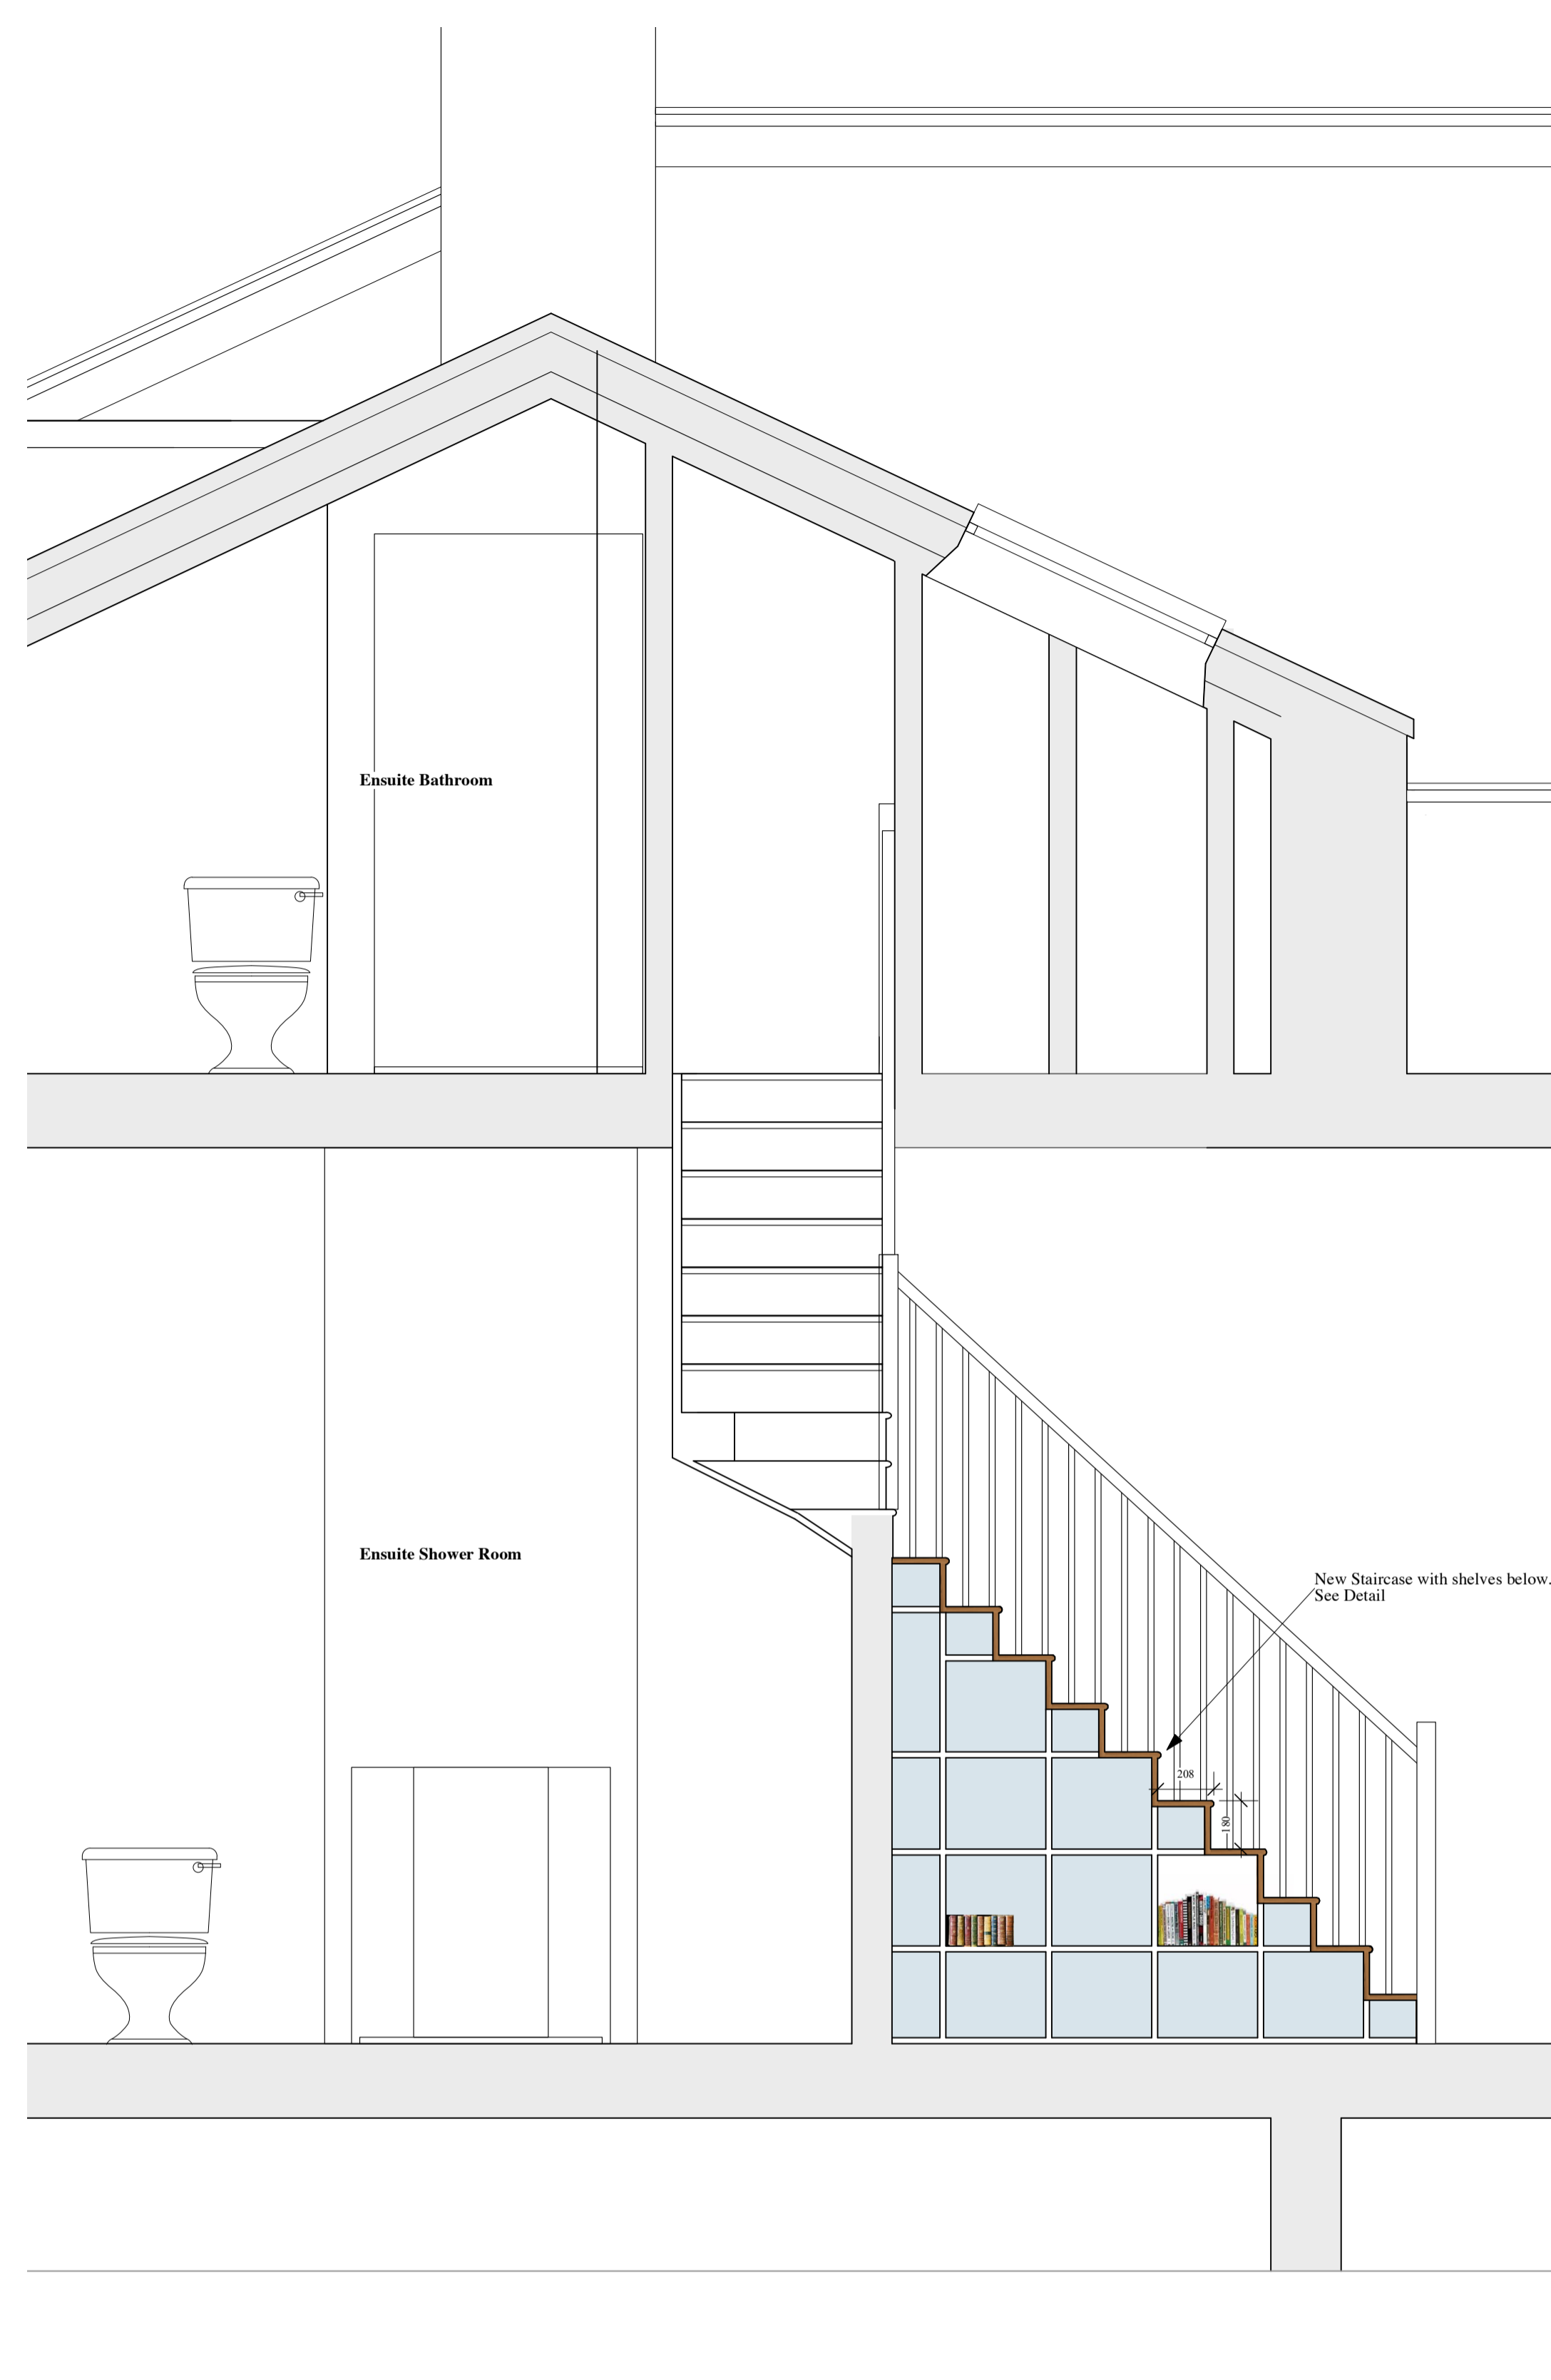 Ensuite Bathroom
Ensuite Shower Room
New Staircase with shelves below.
See Detail
208
180